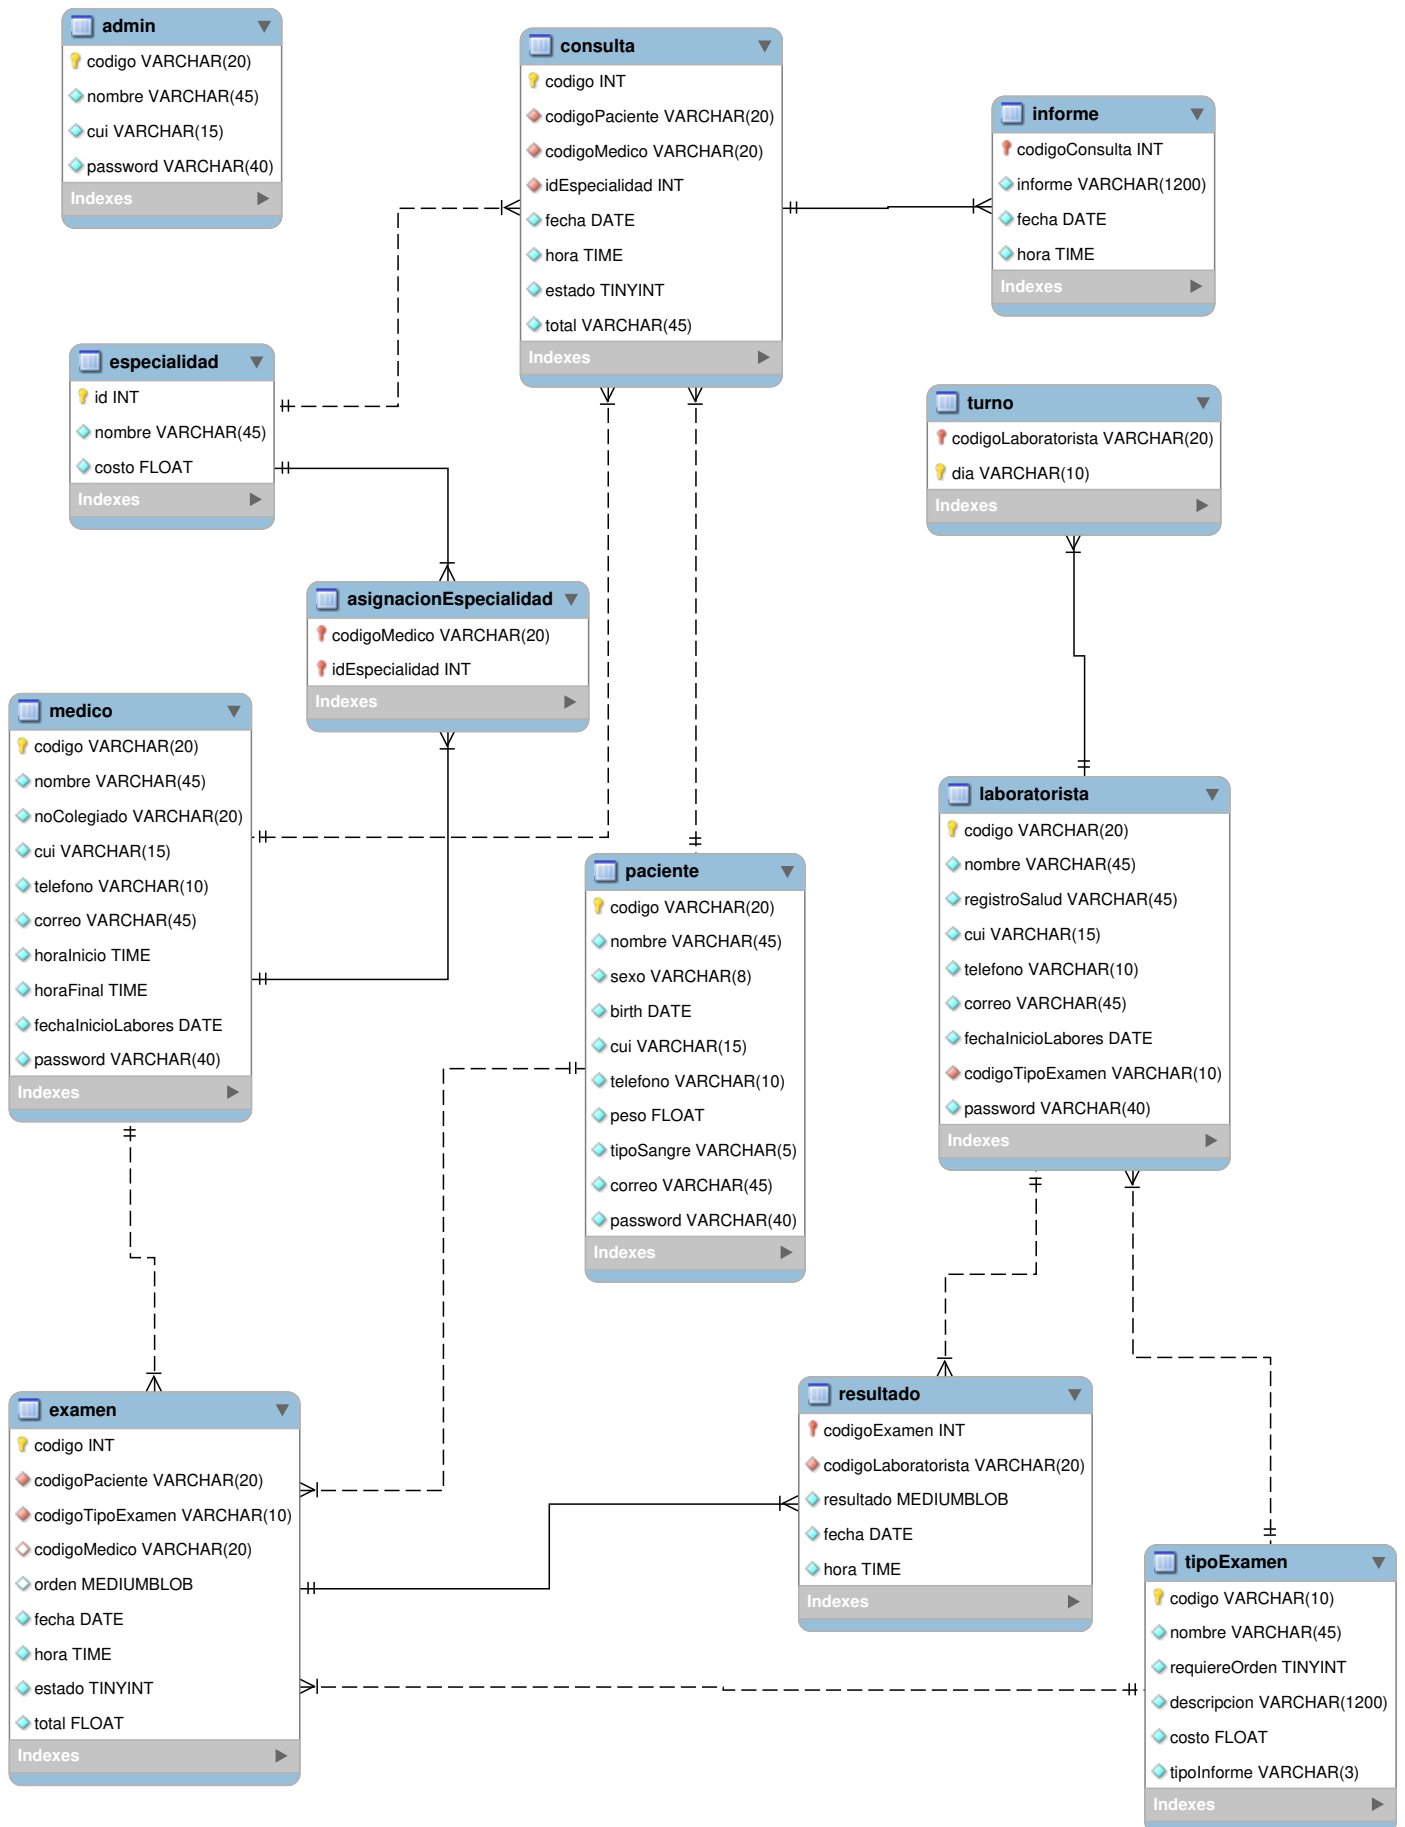 admin
codigo VARCHAR(20)
nombre VARCHAR(45)
cui VARCHAR(15)
password VARCHAR(40)
Indexes
consulta
codigo INT
codigoPaciente VARCHAR(20)
codigoMedico VARCHAR(20)
idEspecialidad INT
fecha DATE
hora TIME
estado TINYINT
total VARCHAR(45)
Indexes
informe
codigoConsulta INT
informe VARCHAR(1200)
fecha DATE
hora TIME
Indexes
especialidad
id INT
nombre VARCHAR(45)
costo FLOAT
Indexes
turno
codigoLaboratorista VARCHAR(20)
dia VARCHAR(10)
Indexes
asignacionEspecialidad
codigoMedico VARCHAR(20)
idEspecialidad INT
Indexes
medico
codigo VARCHAR(20)
nombre VARCHAR(45)
noColegiado VARCHAR(20)
cui VARCHAR(15)
telefono VARCHAR(10)
correo VARCHAR(45)
horaInicio TIME
horaFinal TIME
fechaInicioLabores DATE
password VARCHAR(40)
Indexes
paciente
codigo VARCHAR(20)
nombre VARCHAR(45)
sexo VARCHAR(8)
birth DATE
cui VARCHAR(15)
telefono VARCHAR(10)
peso FLOAT
tipoSangre VARCHAR(5)
correo VARCHAR(45)
password VARCHAR(40)
Indexes
laboratorista
codigo VARCHAR(20)
nombre VARCHAR(45)
registroSalud VARCHAR(45)
cui VARCHAR(15)
telefono VARCHAR(10)
correo VARCHAR(45)
fechaInicioLabores DATE
codigoTipoExamen VARCHAR(10)
password VARCHAR(40)
Indexes
examen
codigo INT
codigoPaciente VARCHAR(20)
codigoTipoExamen VARCHAR(10)
codigoMedico VARCHAR(20)
orden MEDIUMBLOB
fecha DATE
hora TIME
estado TINYINT
total FLOAT
Indexes
resultado
codigoExamen INT
codigoLaboratorista VARCHAR(20)
resultado MEDIUMBLOB
fecha DATE
hora TIME
Indexes
tipoExamen
codigo VARCHAR(10)
nombre VARCHAR(45)
requiereOrden TINYINT
descripcion VARCHAR(1200)
costo FLOAT
tipoInforme VARCHAR(3)
Indexes